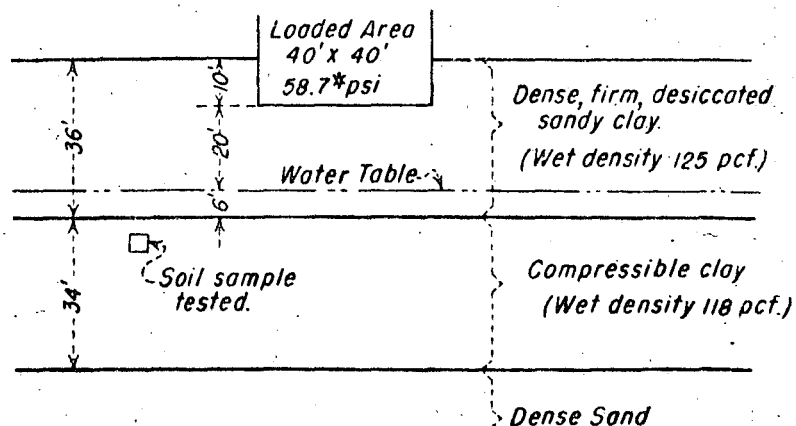 Loaded Area
40' x 40'
58.7*psi
10'
36'
20'
Dense, firm, desiccated
sandy clay.
(Wet density 125 pcf.)
Water Table
6'
Soil sample
tested.
34'
Compressible clay
(Wet density 118 pcf.)
Dense Sand